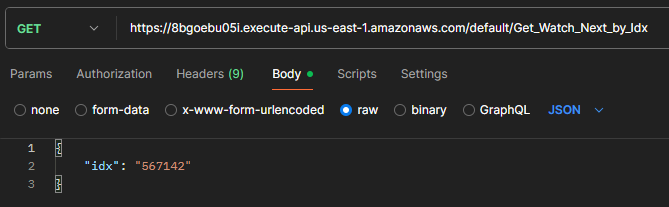 GET https://8bgoebu05i.execute-api.us-east-1.amazonaws.com/default/Get_Watch_Next_by_Idx
Params Authorization Headers (9) Body Scripts Settings
none form-data x-www-form-urlencoded raw binary GraphQL JSON
1 {
2 "idx": "567142"
3 }